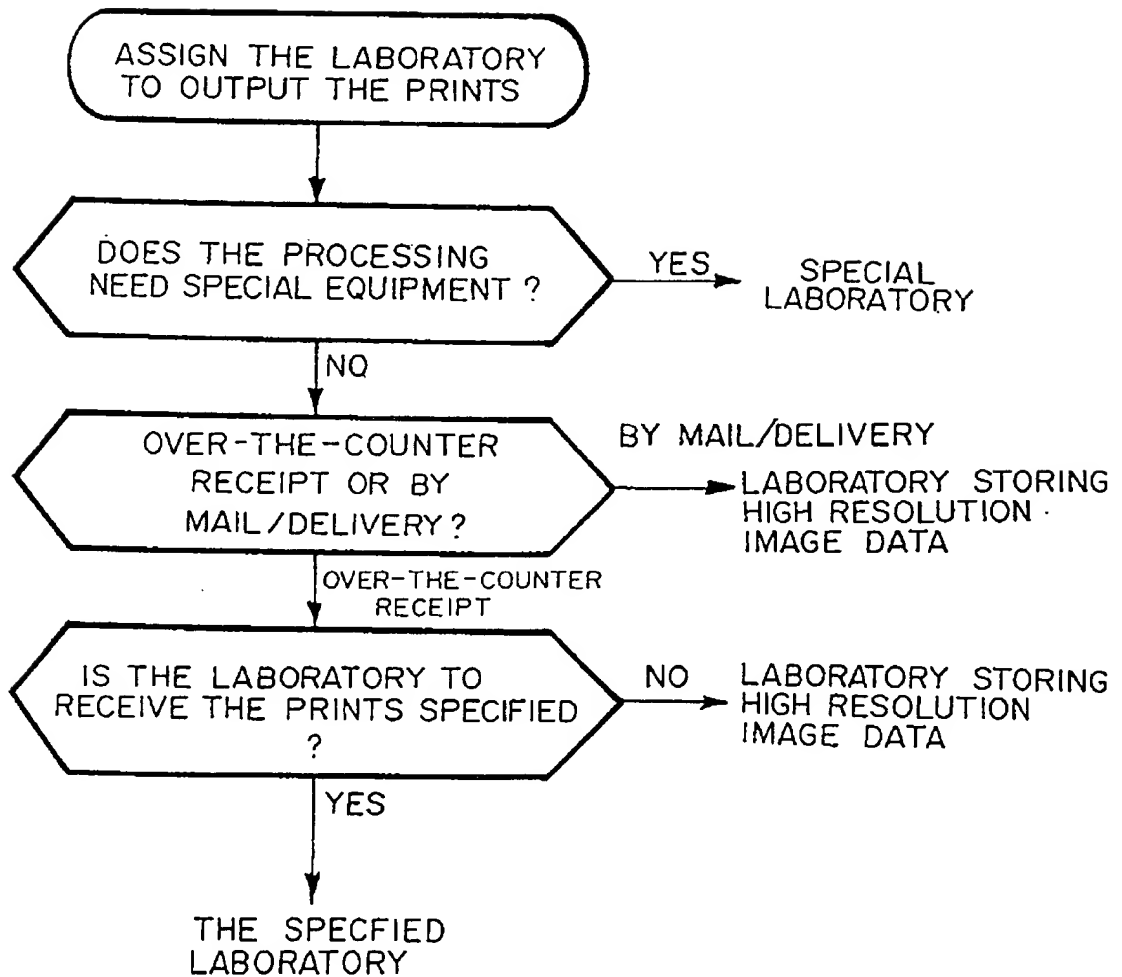 ASSIGN THE LABORATORY
TO OUTPUT THE PRINTS
DOES THE PROCESSING
NEED SPECIAL EQUIPMENT ?
YES
SPECIAL
LABORATORY
NO
OVER-THE-COUNTER
RECEIPT OR BY
MAIL/DELIVERY ?
BY MAIL/DELIVERY
LABORATORY STORING
HIGH RESOLUTION
IMAGE DATA
OVER-THE-COUNTER
RECEIPT
IS THE LABORATORY TO
RECEIVE THE PRINTS SPECIFIED
?
NO
LABORATORY STORING
HIGH RESOLUTION
IMAGE DATA
YES
THE SPECFIED
LABORATORY